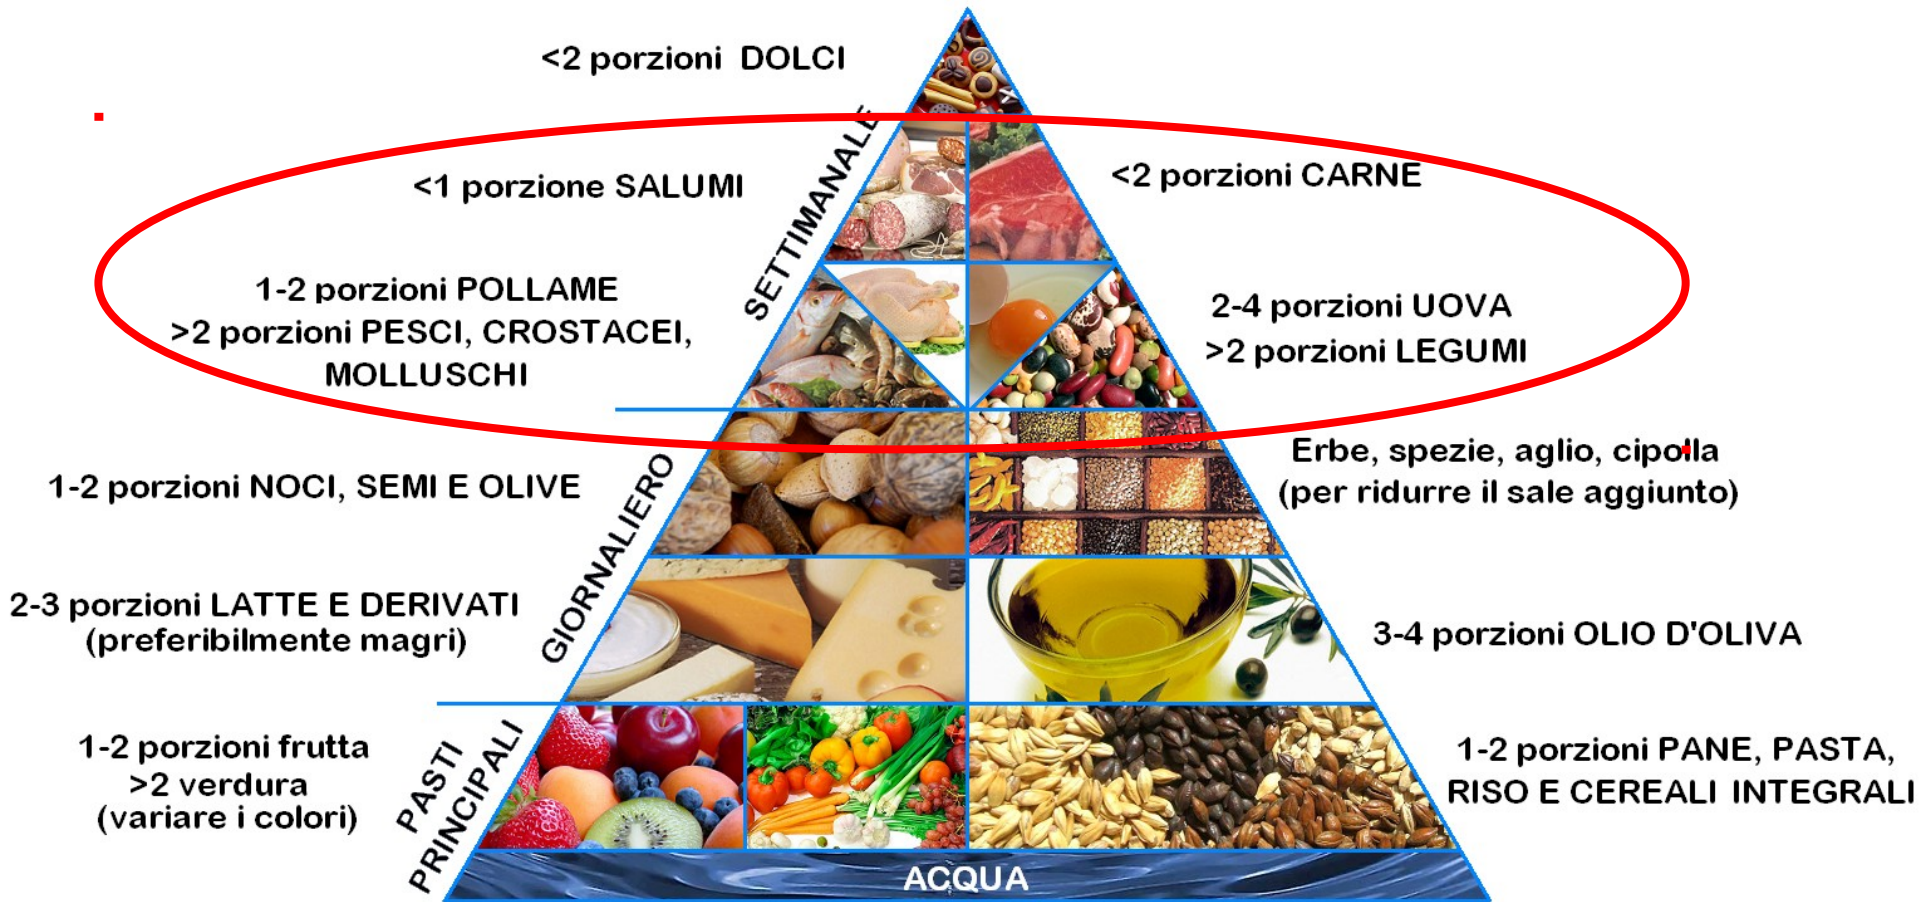 <2 porzioni DOLCI
SETTIMANALE
<1 porzione SALUMI
<2 porzioni CARNE
1-2 porzioni POLLAME
>2 porzioni PESCI, CROSTACEI,
MOLLUSCHI
2-4 porzioni UOVA
>2 porzioni LEGUMI
GIORNALIERO
1-2 porzioni NOCI, SEMI E OLIVE
Erbe, spezie, aglio, cipolla
(per ridurre il sale aggiunto)
2-3 porzioni LATTE E DERIVATI
(preferibilmente magri)
3-4 porzioni OLIO D'OLIVA
PASTI
PRINCIPALI
1-2 porzioni frutta
>2 verdura
(variare i colori)
1-2 porzioni PANE, PASTA,
RISO E CEREALI INTEGRALI
ACQUA